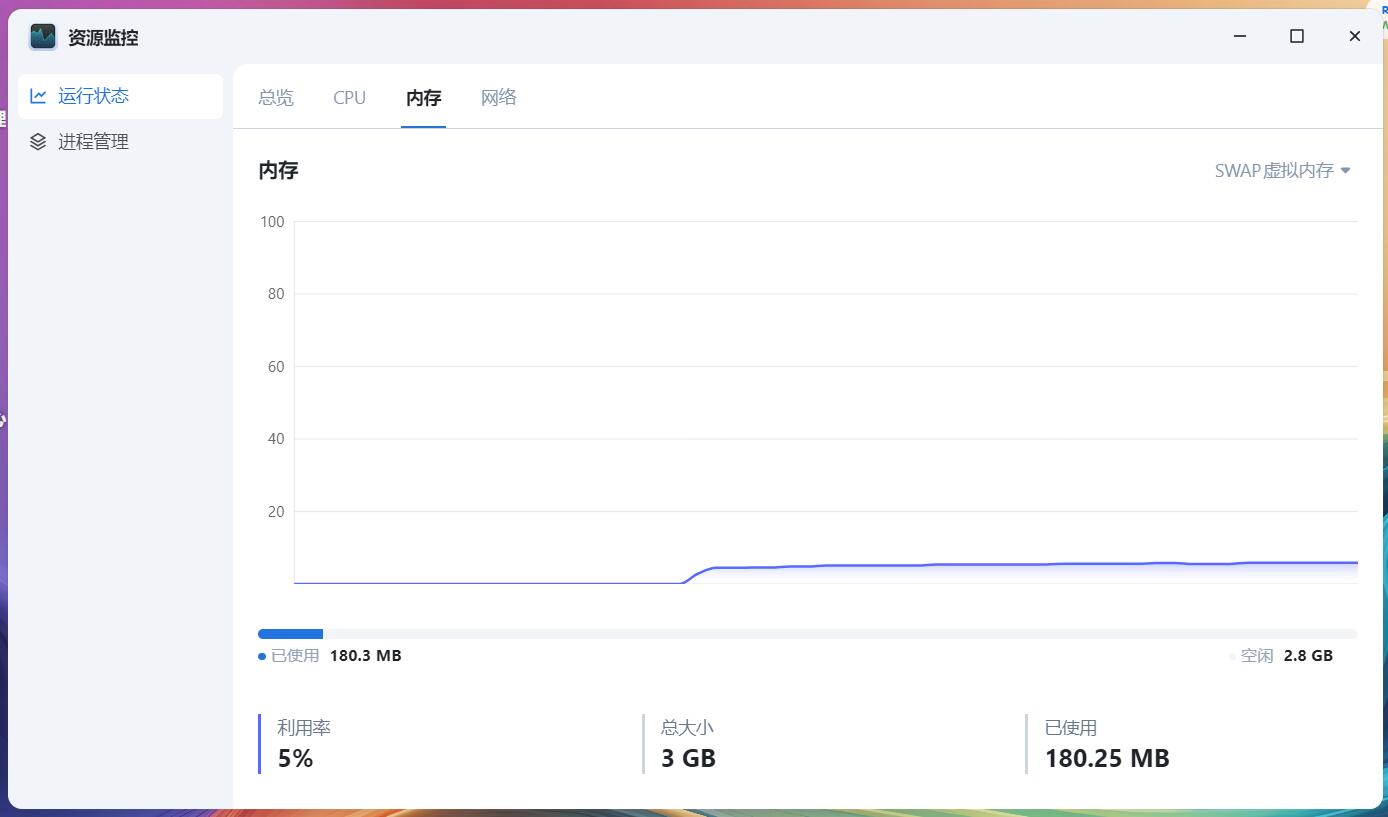 资源监控
运行状态
进程管理
总览 CPU 内存 网络
内存
SWAP虚拟内存
100
80
60
40
20
已使用 180.3 MB
空闲 2.8 GB
利用率
5%
总大小
3 GB
已使用
180.25 MB